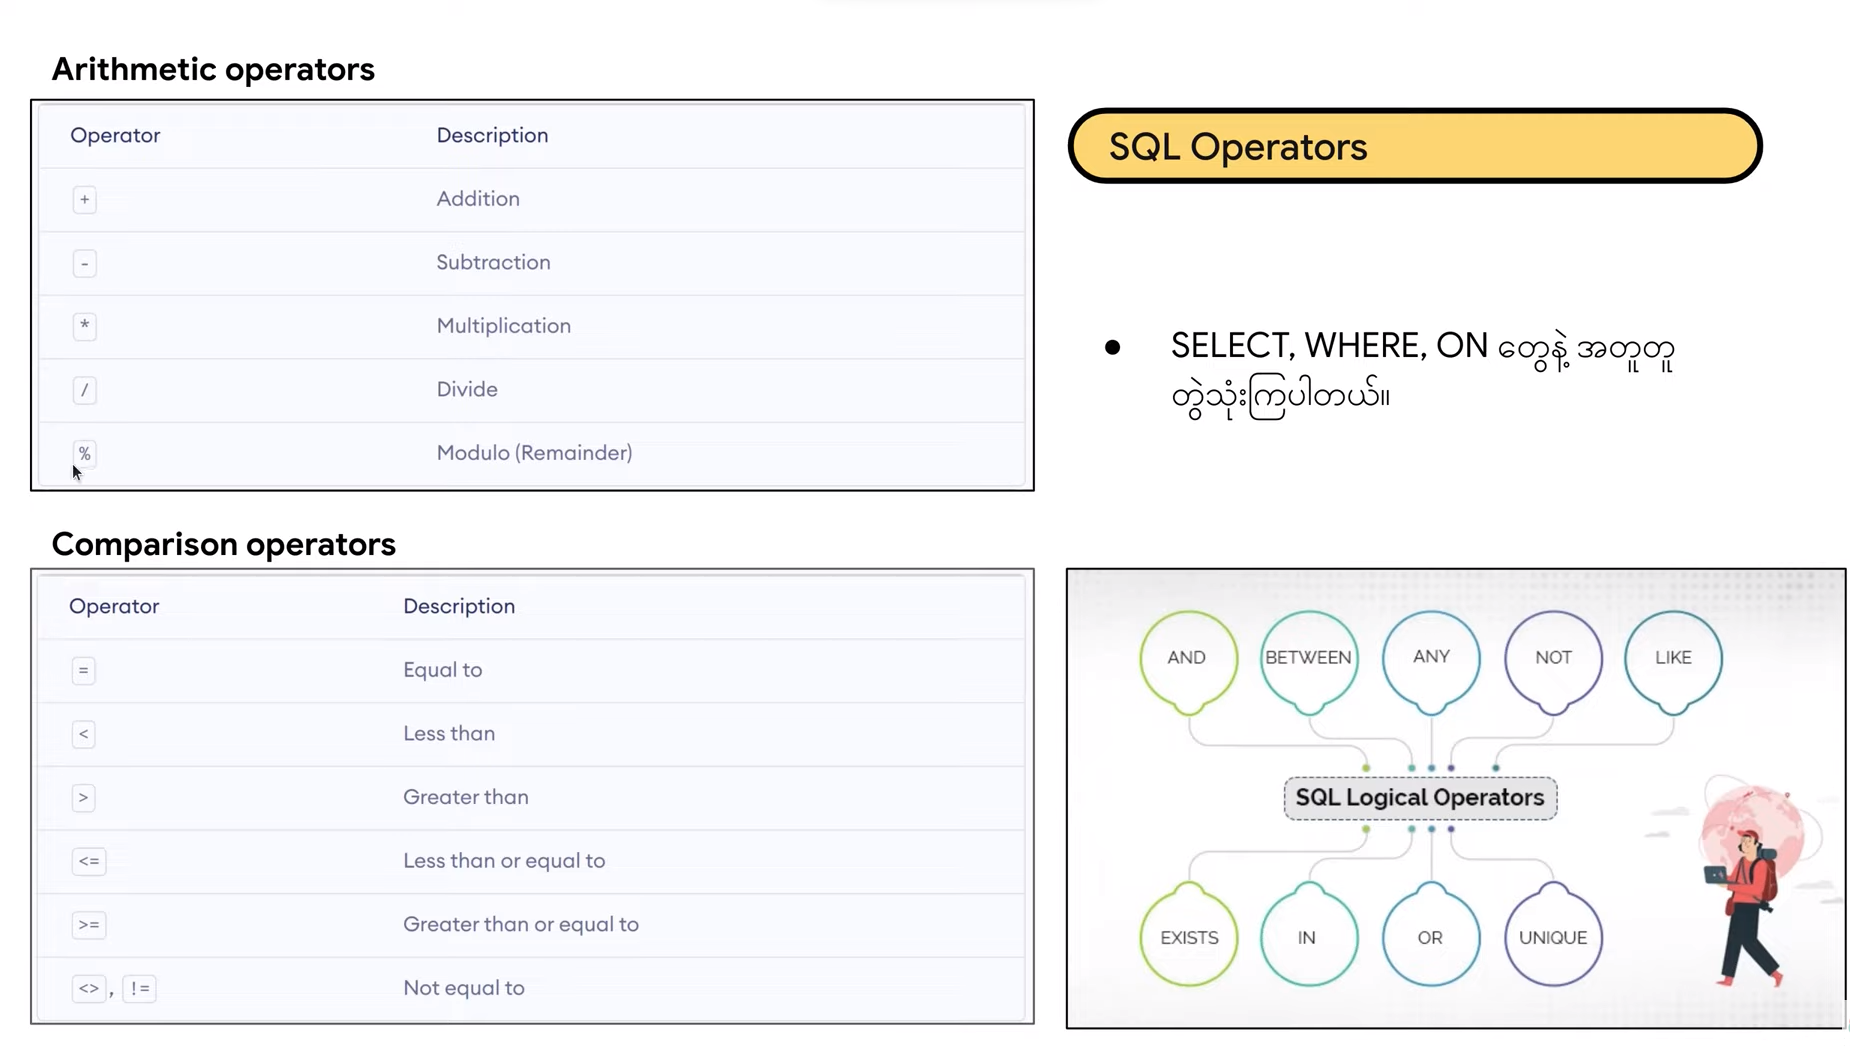 Arithmetic operators
Operator Description
+ Addition
- Subtraction
* Multiplication
/ Divide
% Modulo (Remainder)
SQL Operators
SELECT, WHERE, ON တွေနဲ့ အတူတူ
တွဲသုံးကြပါတယ်။
Comparison operators
Operator Description
= Equal to
< Less than
> Greater than
<= Less than or equal to
>= Greater than or equal to
<> , != Not equal to
AND BETWEEN ANY NOT LIKE
SQL Logical Operators
EXISTS IN OR UNIQUE